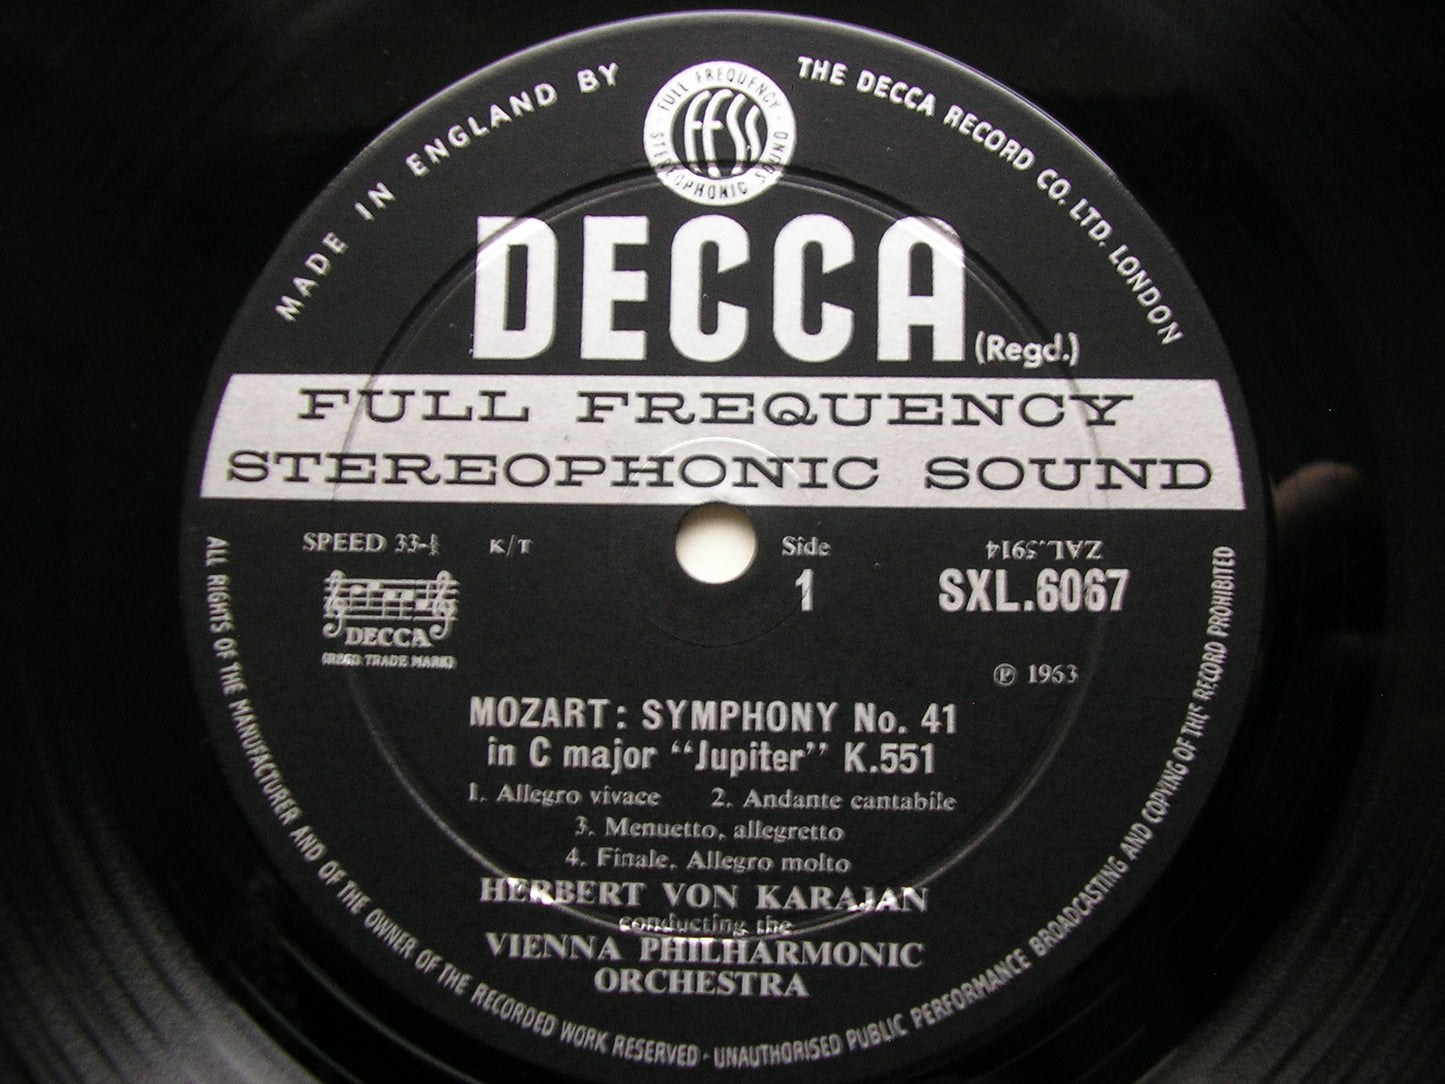 MADE IN ENGLAND BY
THE DECCA RECORD CO. LTD. LONDON
FULL FREQUENCY
FFSS
STEREOPHONIC SOUND
DECCA (Regd.)
FULL FREQUENCY
STEREOPHONIC SOUND
SPEED 33-⅓ K/T
Side
1
ZAL.5914
SXL.6067
DECCA
(REGD TRADE MARK)
℗ 1963
MOZART: SYMPHONY No. 41
in C major "Jupiter" K.551
1. Allegro vivace 2. Andante cantabile
3. Menuetto, allegretto
4. Finale, Allegro molto
HERBERT VON KARAJAN
conducting the
VIENNA PHILHARMONIC
ORCHESTRA
ALL RIGHTS OF THE MANUFACTURER AND OF THE OWNER OF THE RECORDED WORK RESERVED · UNAUTHORISED PUBLIC PERFORMANCE BROADCASTING AND COPYING OF THIS RECORD PROHIBITED